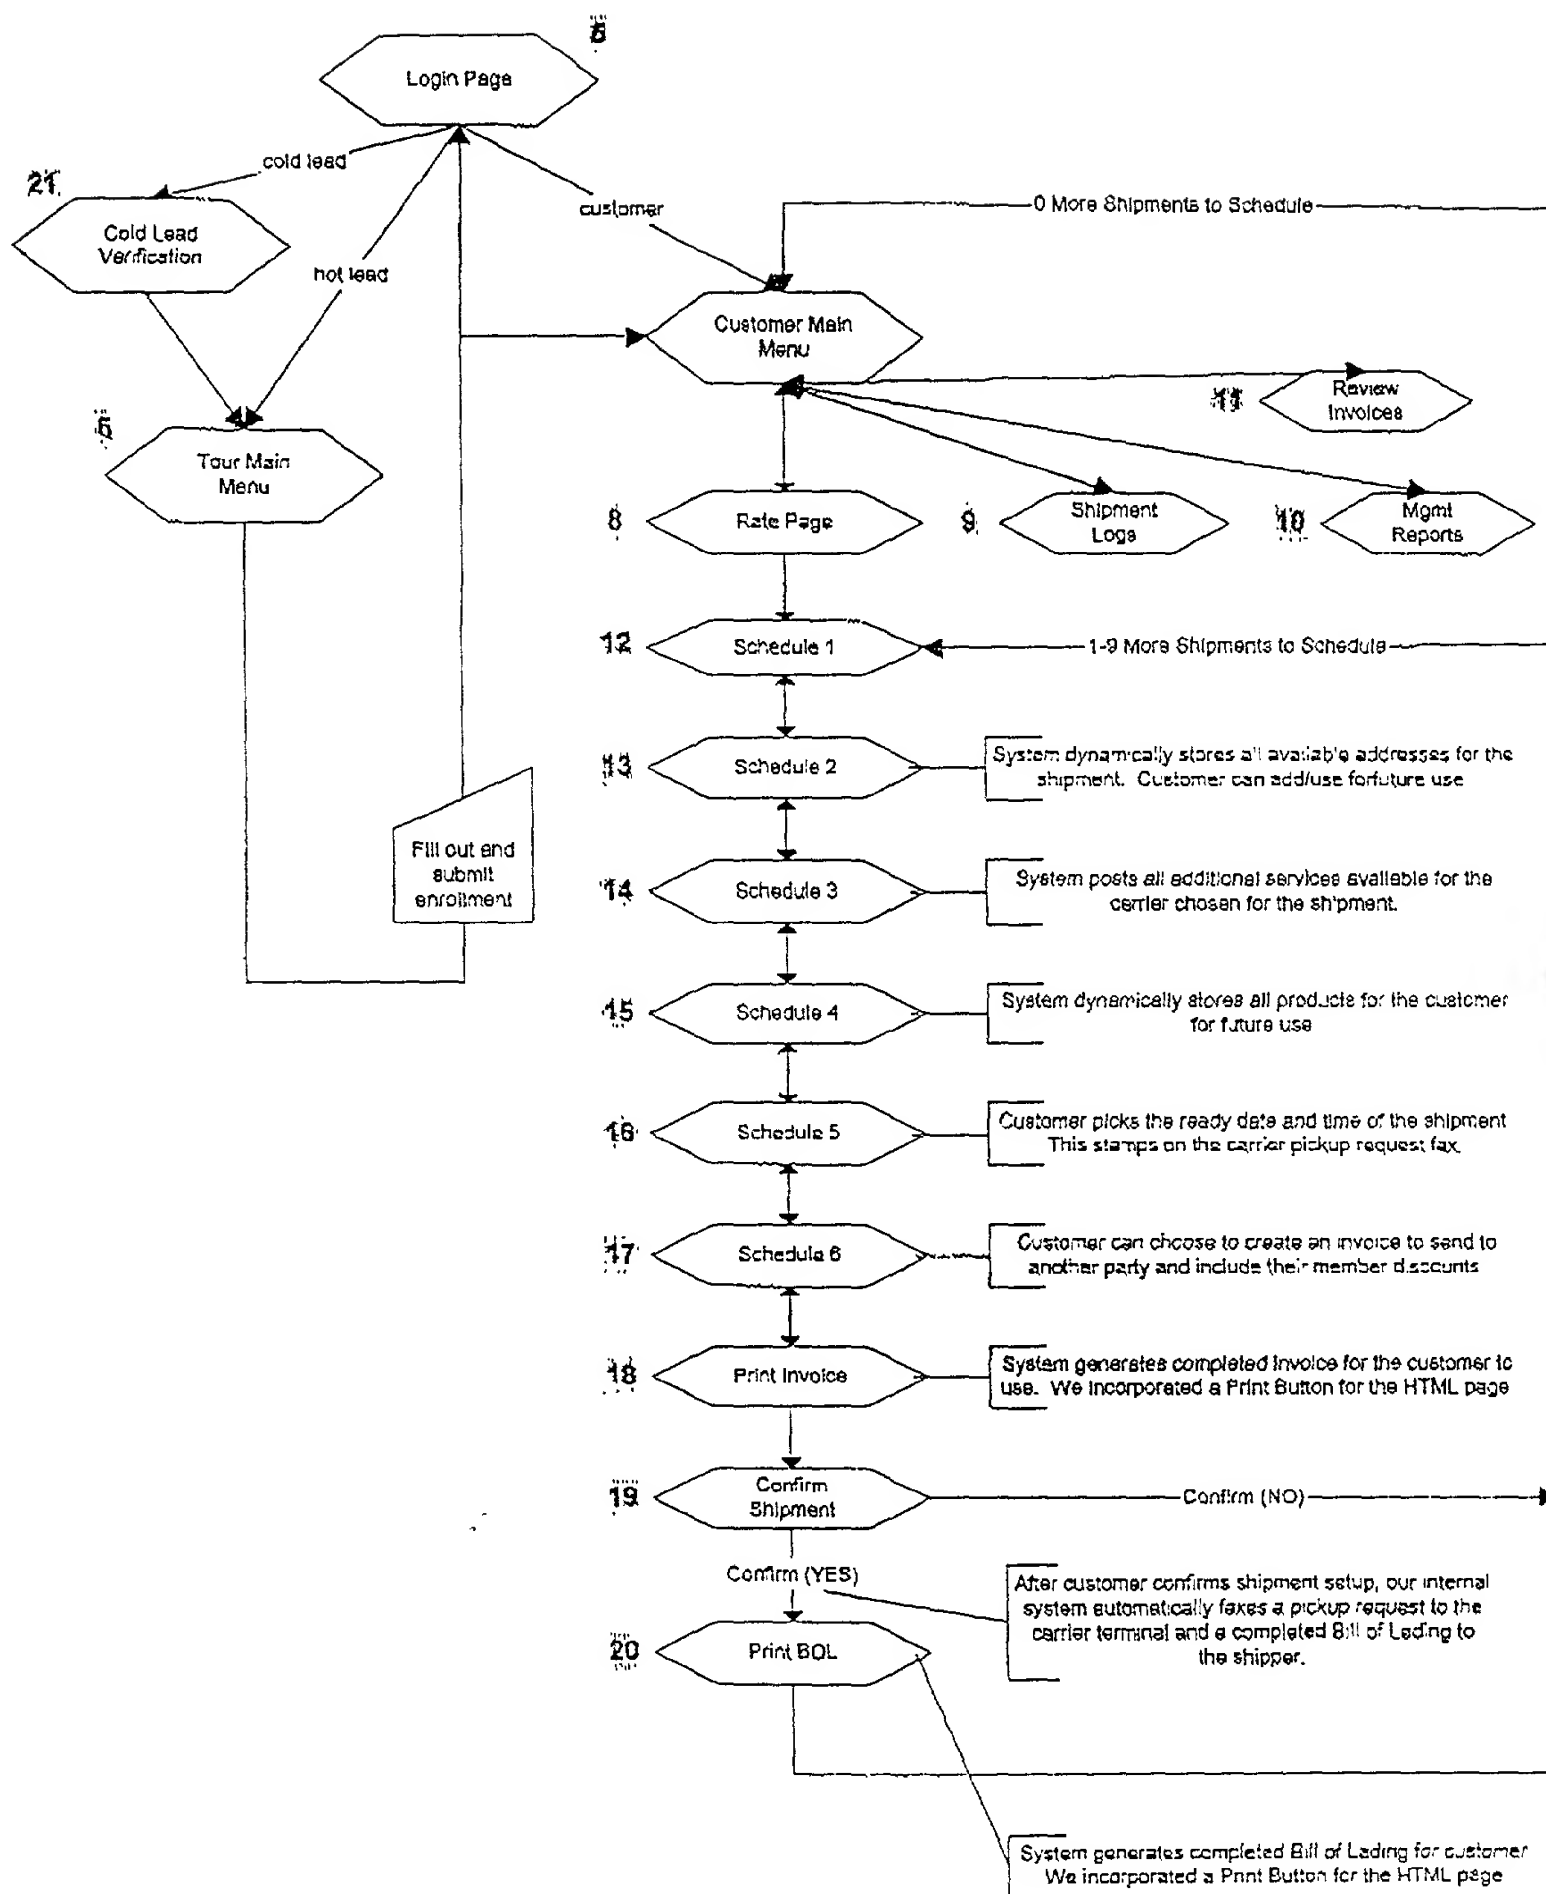 Login Page
cold lead
21
customer
0 More Shipments to Schedule
Cold Lead
Verification
hot lead
Customer Main
Menu
11
Review
Invoices
Tour Main
Menu
8
Rate Page
9
Shipment
Logs
10
Mgmt
Reports
12
Schedule 1
1-9 More Shipments to Schedule
13
Schedule 2
System dynamically stores all available addresses for the
shipment. Customer can add/use forfuture use
Fill out and
submit
enrollment
14
Schedule 3
System posts all additional services available for the
carrier chosen for the shipment.
15
Schedule 4
System dynamically stores all products for the customer
for future use
16
Schedule 5
Customer picks the ready date and time of the shipment
This stamps on the carrier pickup request fax.
17
Schedule 6
Customer can choose to create an invoice to send to
another party and include their member discounts
18
Print Invoice
System generates completed Invoice for the customer to
use. We incorporated a Print Button for the HTML page
19
Confirm
Shipment
Confirm (NO)
Confirm (YES)
After customer confirms shipment setup, our internal
system automatically faxes a pickup request to the
carrier terminal and a completed Bill of Lading to
the shipper.
20
Print BOL
System generates completed Bill of Lading for customer
We incorporated a Print Button for the HTML page